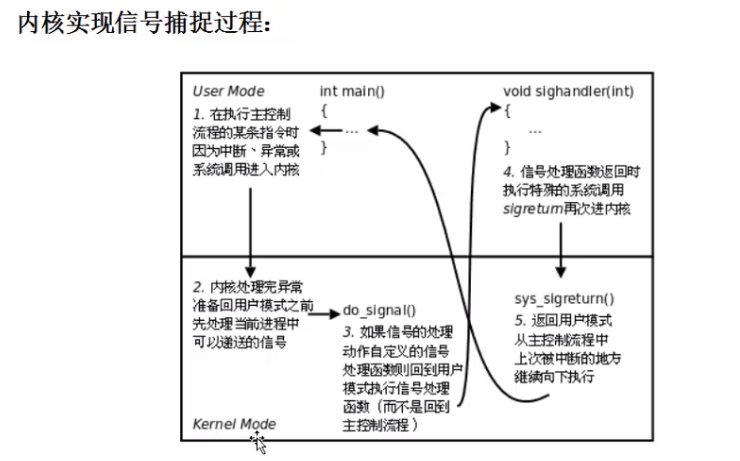 内核实现信号捕捉过程：
User Mode
1. 在执行主控制
流程的某条指令时
因为中断、异常或
系统调用进入内核
int main()
{
...
}
void sighandler(int)
{
...
}
4. 信号处理函数返回时
执行特殊的系统调用
sigreturn再次进内核
2. 内核处理完异常
准备回用户模式之前
先处理当前进程中
可以递送的信号
do_signal()
3. 如果信号的处理
动作自定义的信号
处理函数则回到用户
模式执行信号处理
函数（而不是回到
主控制流程）
sys_sigreturn()
5. 返回用户模式
从主控制流程中
上次被中断的地方
继续向下执行
Kernel Mode